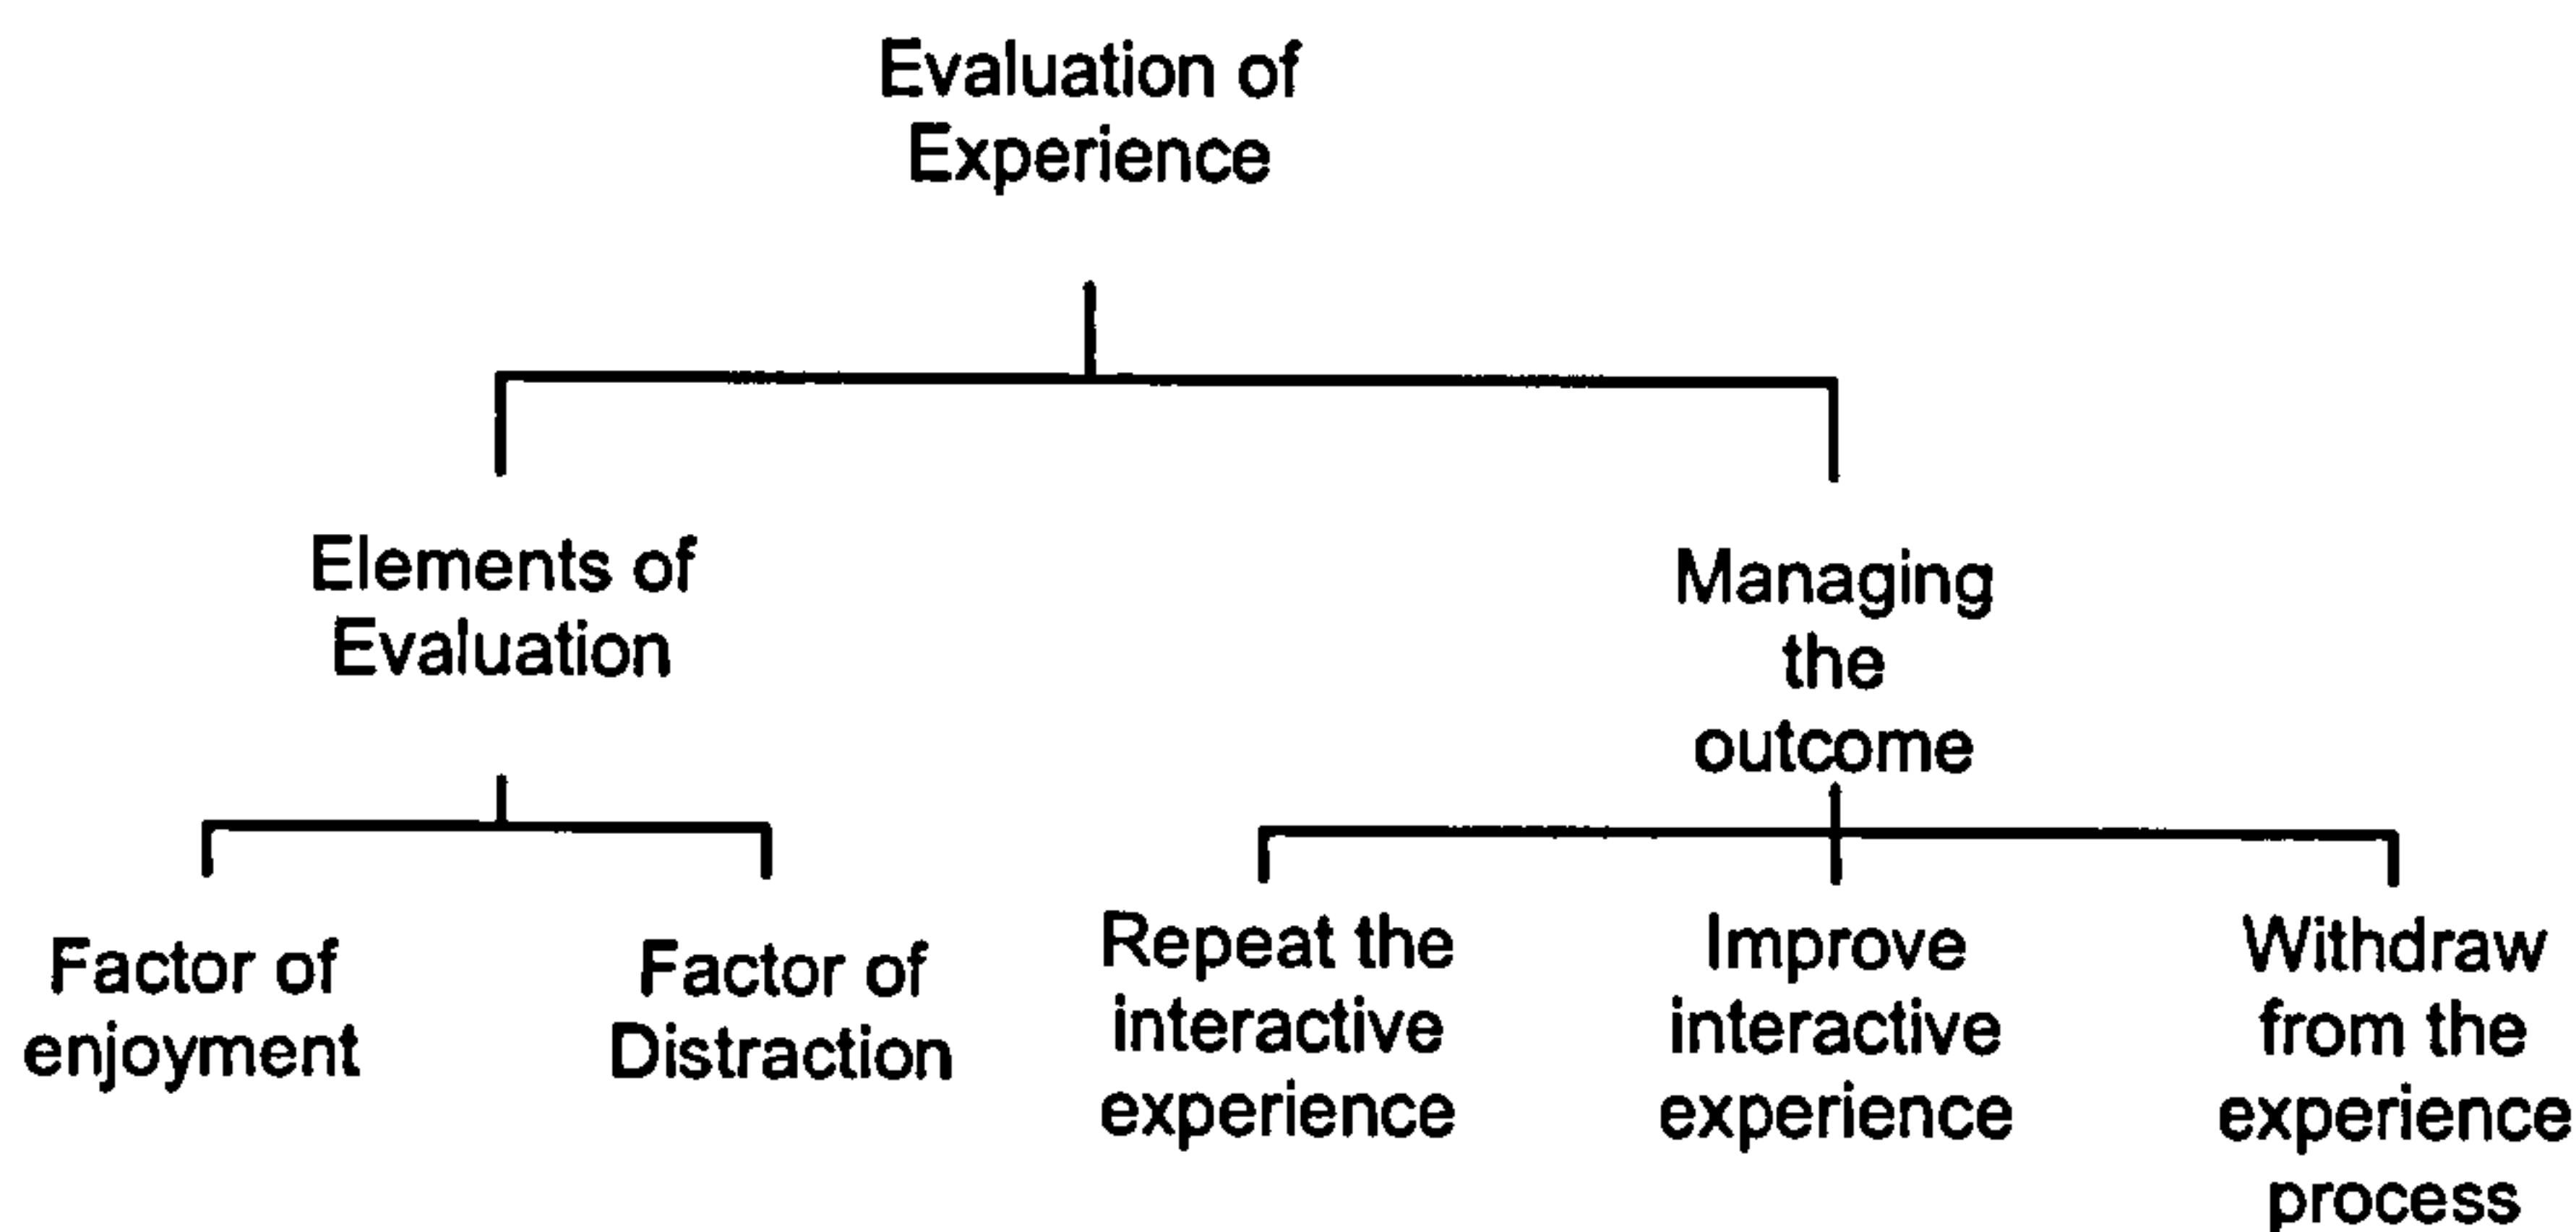 Evaluation of
Experience
Elements of
Evaluation
Managing
the
outcome
Factor of
enjoyment
Factor of
Distraction
Repeat the
interactive
experience
Improve
interactive
experience
Withdraw
from the
experience
process